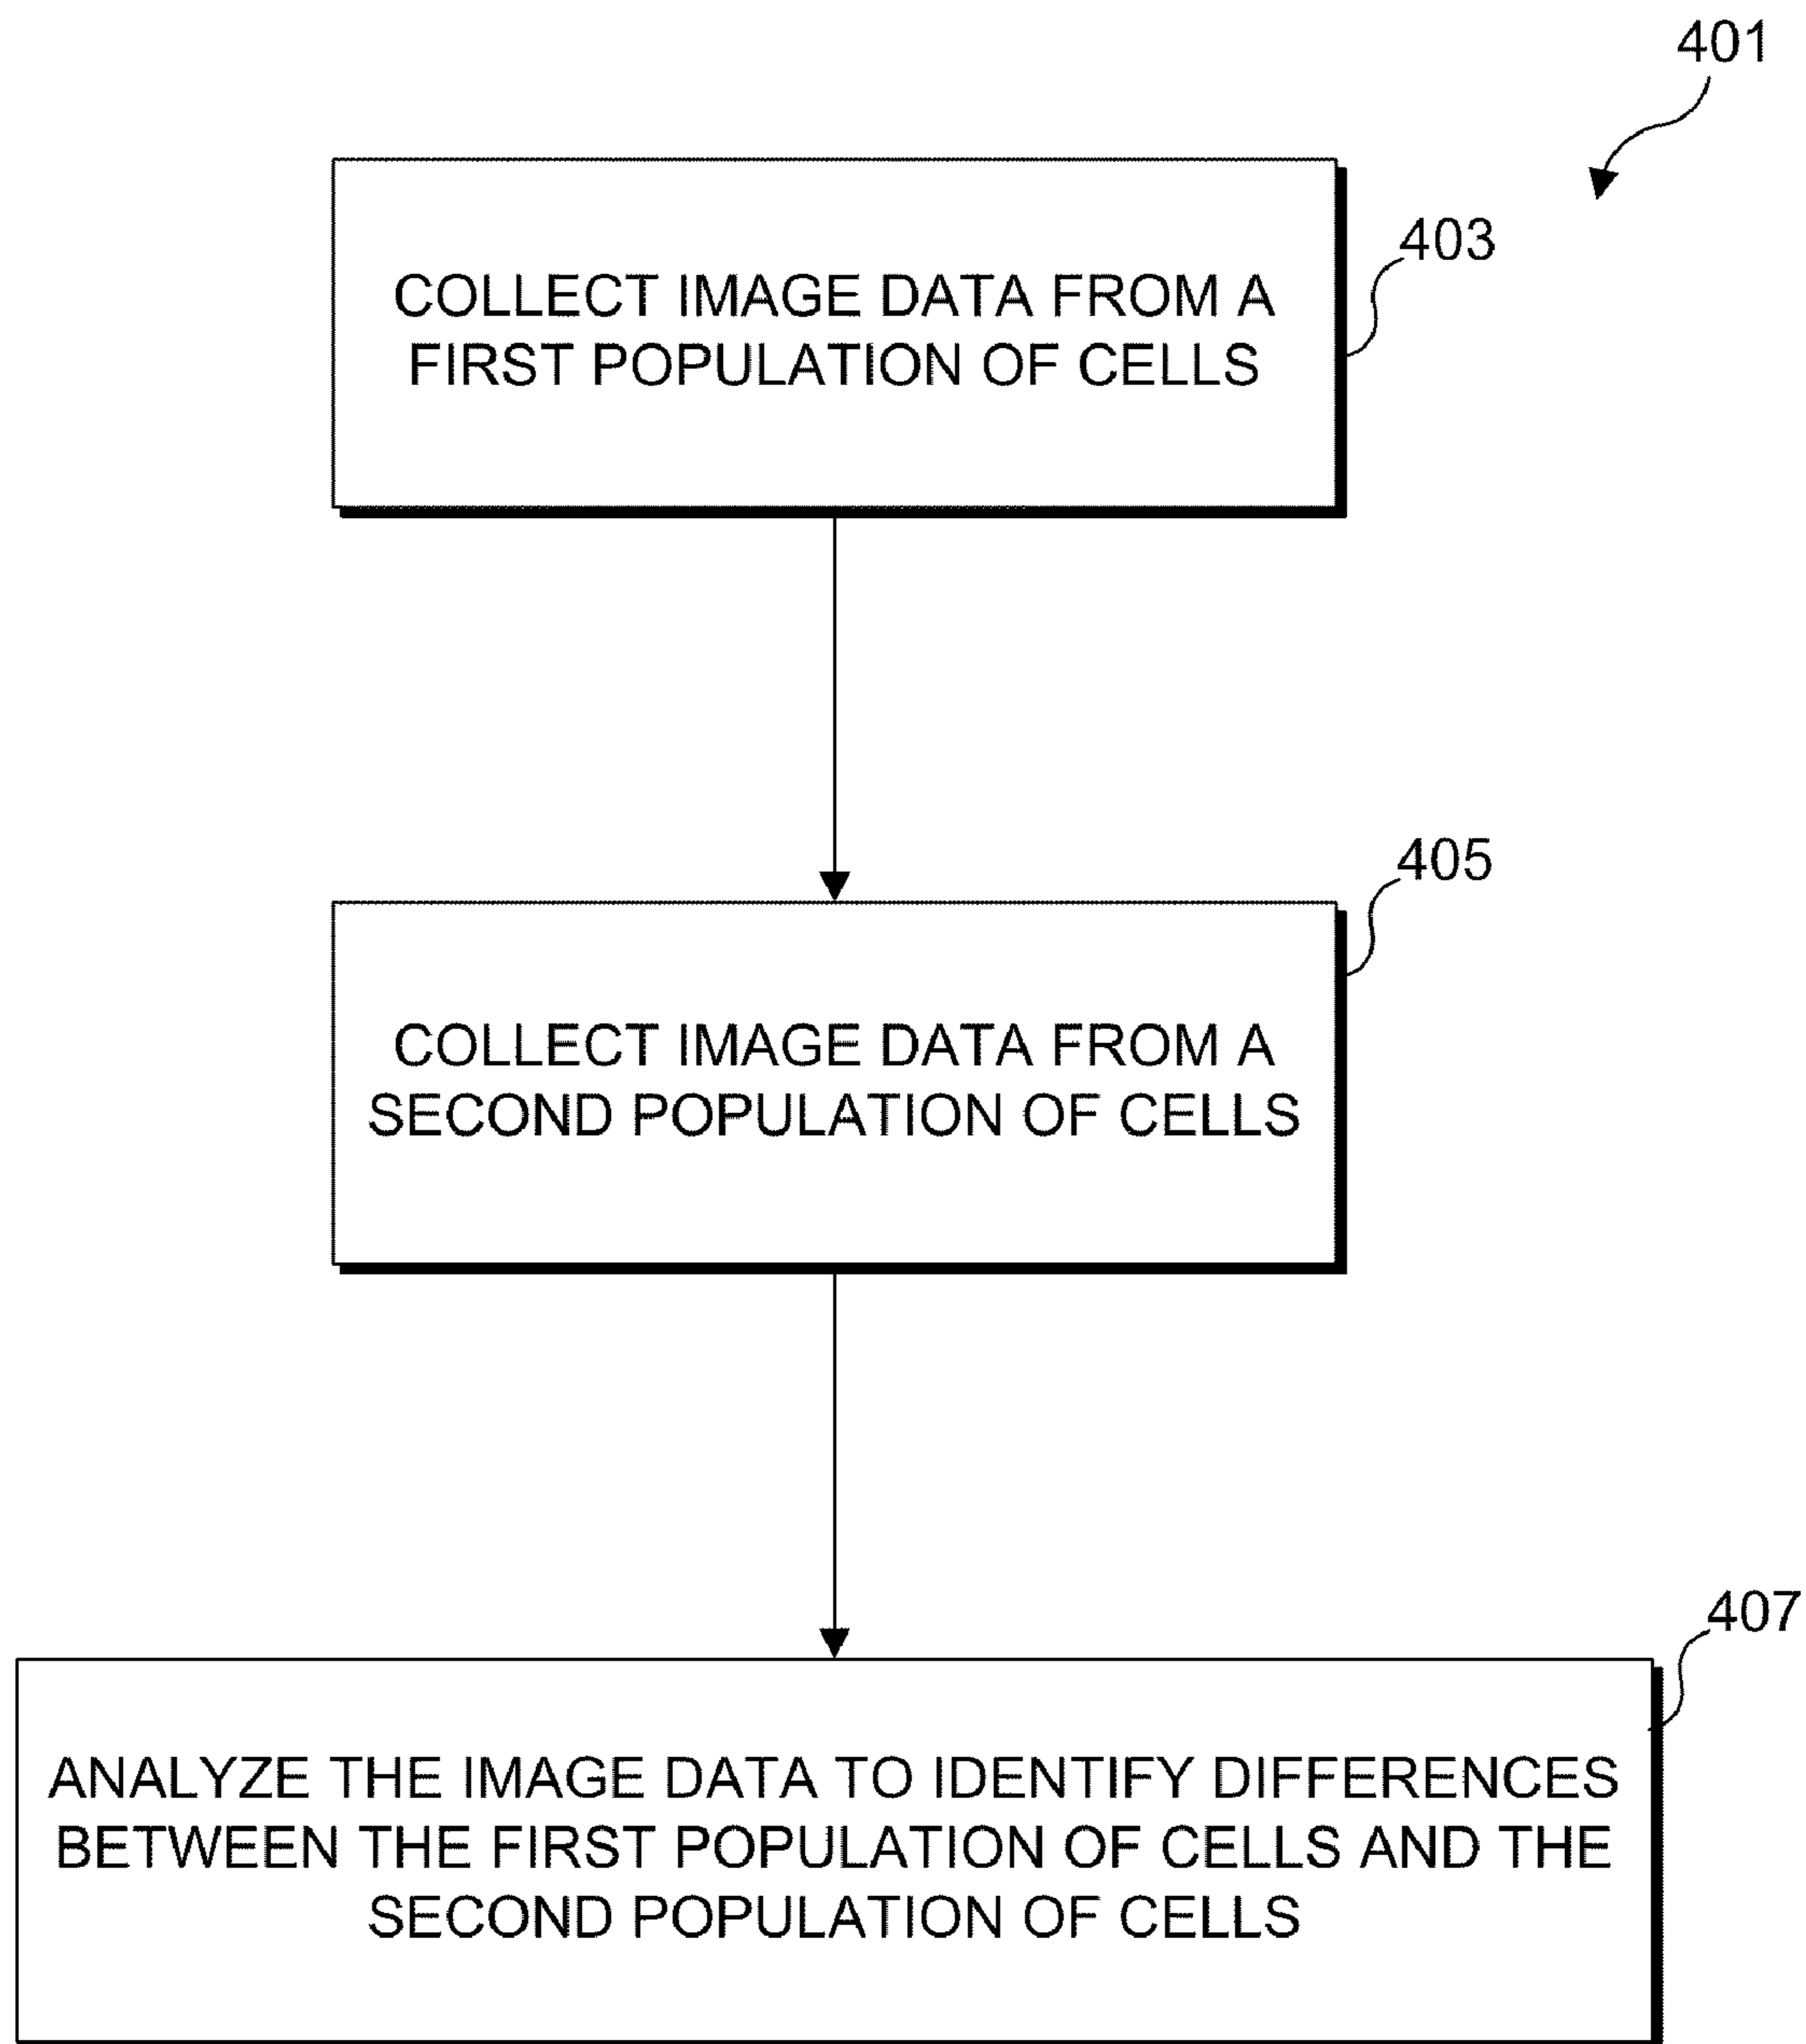 401
403
COLLECT IMAGE DATA FROM A
FIRST POPULATION OF CELLS
405
COLLECT IMAGE DATA FROM A
SECOND POPULATION OF CELLS
407
ANALYZE THE IMAGE DATA TO IDENTIFY DIFFERENCES
BETWEEN THE FIRST POPULATION OF CELLS AND THE
SECOND POPULATION OF CELLS